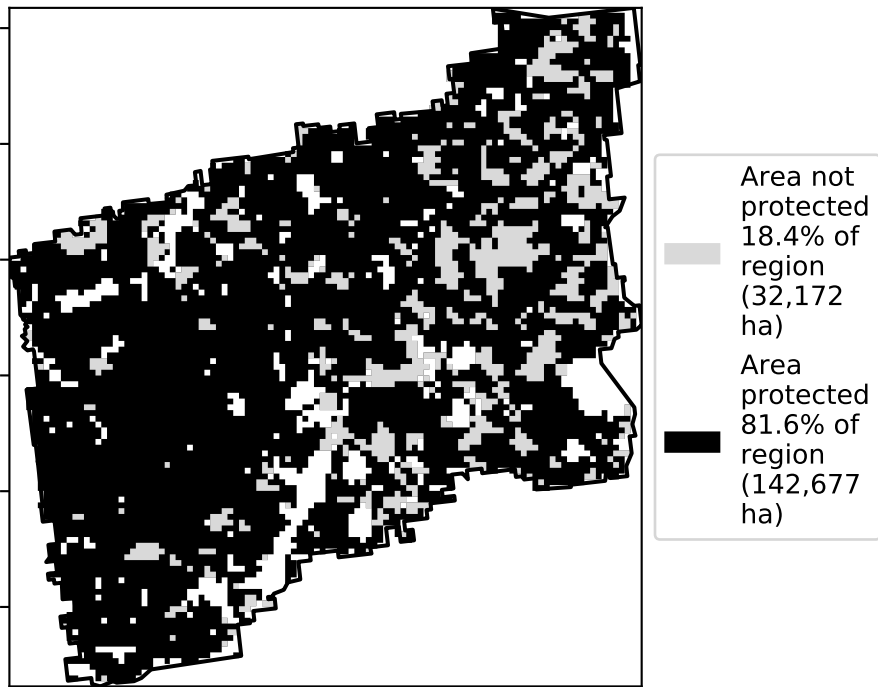 Area not
protected
18.4% of
region
(32,172
ha)
Area
protected
81.6% of
region
(142,677
ha)